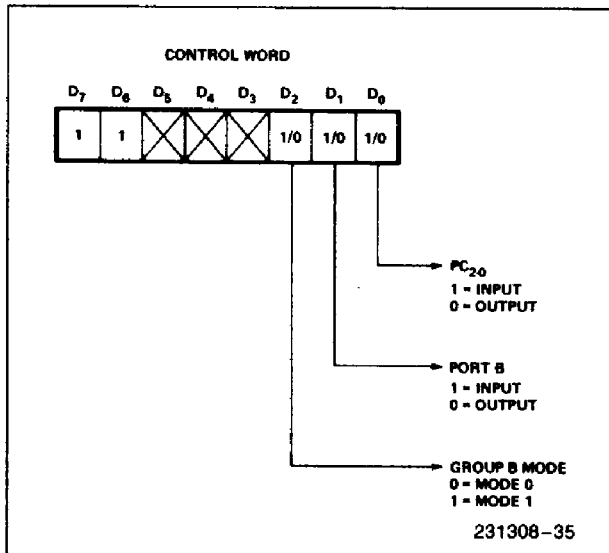 CONTROL WORD
D7 D6 D5 D4 D3 D2 D1 D0
1 1 1/0 1/0 1/0
PC2-0
1 = INPUT
0 = OUTPUT
PORT B
1 = INPUT
0 = OUTPUT
GROUP B MODE
0 = MODE 0
1 = MODE 1
231308-35